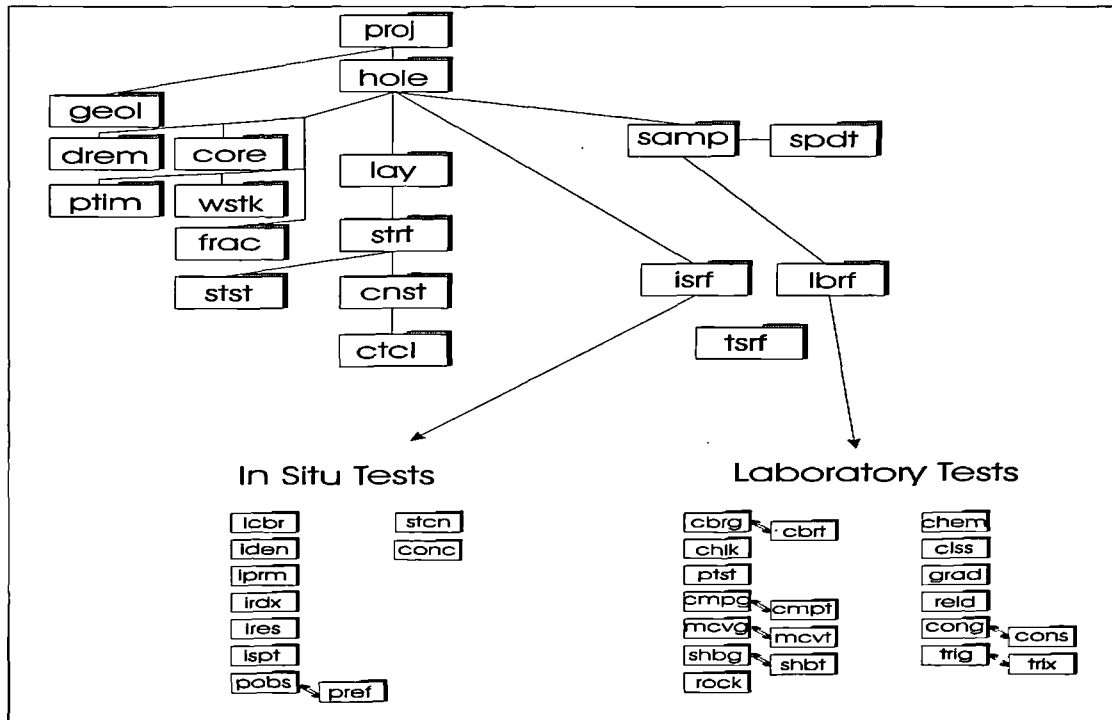 proj
hole
geol
samp
spdt
drem
core
lay
ptim
wstk
strt
frac
isrf
lbrf
stst
cnst
tsrf
ctcl
In Situ Tests
Laboratory Tests
icbr
iden
iprm
irdx
ires
ispt
pobs
pref
stcn
conc
cbrg
cbrt
chlk
ptst
cmpg
cmpt
mcvg
mcvt
shbg
shbt
rock
chem
clss
grad
reld
cong
cons
trig
trix